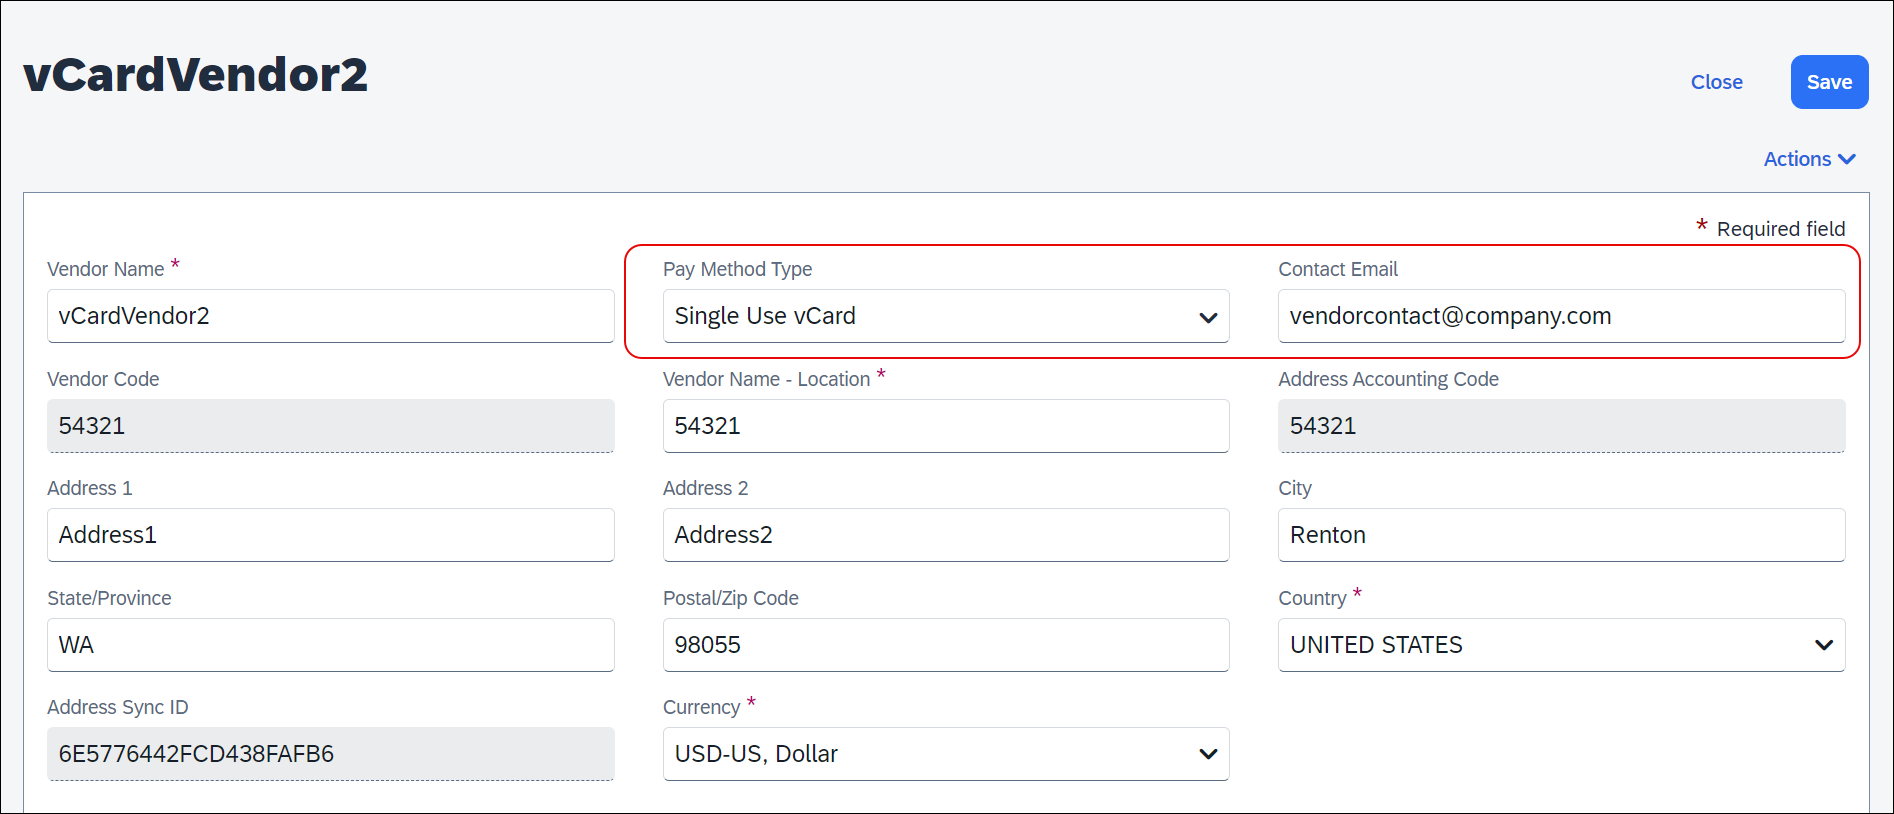 vCardVendor2
Close
Save
Actions
* Required field
Vendor Name *
vCardVendor2
Pay Method Type
Single Use vCard
Contact Email
vendorcontact@company.com
Vendor Code
54321
Vendor Name - Location *
54321
Address Accounting Code
54321
Address 1
Address1
Address 2
Address2
City
Renton
State/Province
WA
Postal/Zip Code
98055
Country *
UNITED STATES
Address Sync ID
6E5776442FCD438FAFB6
Currency *
USD-US, Dollar